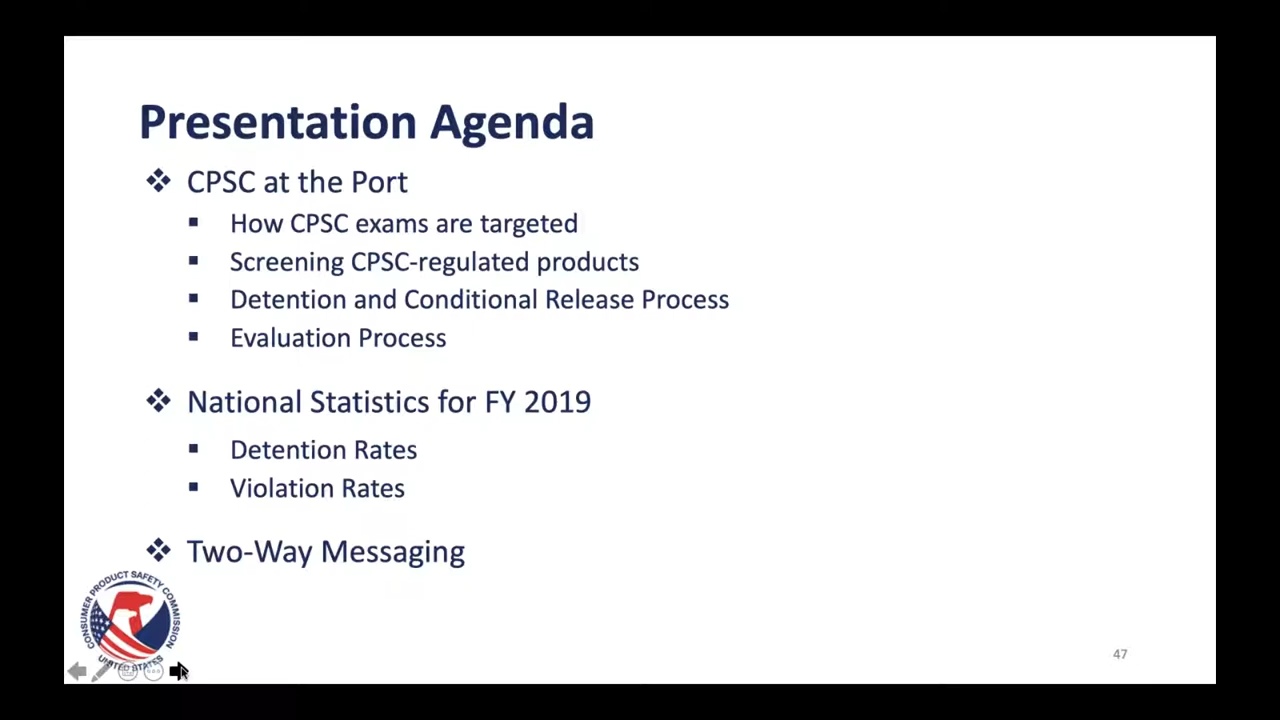 Presentation Agenda
❖ CPSC at the Port
▪ How CPSC exams are targeted
▪ Screening CPSC-regulated products
▪ Detention and Conditional Release Process
▪ Evaluation Process
❖ National Statistics for FY 2019
▪ Detention Rates
▪ Violation Rates
❖ Two-Way Messaging
CONSUMER PRODUCT SAFETY COMMISSION
UNITED STATES
47